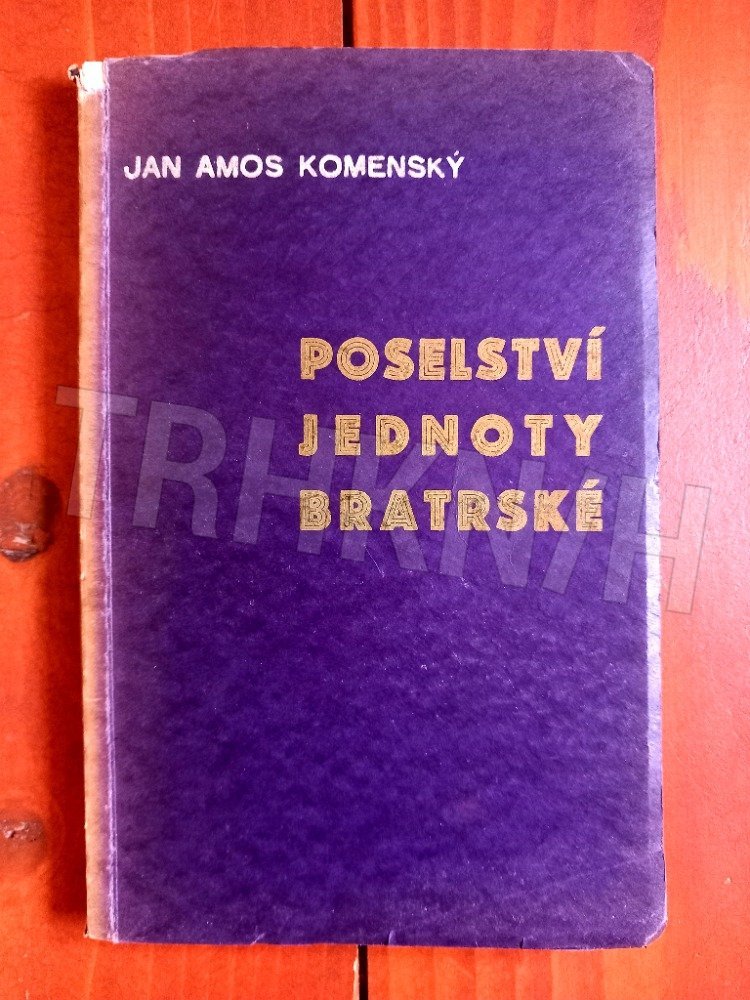 JAN AMOS KOMENSKÝ
POSELSTVÍ
JEDNOTY
BRATRSKÉ
TRHKNIH